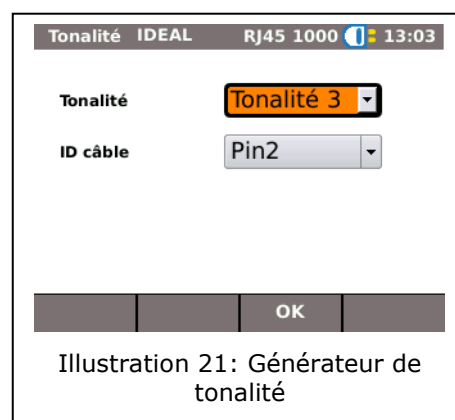 Tonalité IDEAL RJ45 1000 13:03
Tonalité Tonalité 3
ID câble Pin2
OK
Illustration 21: Générateur de
tonalité